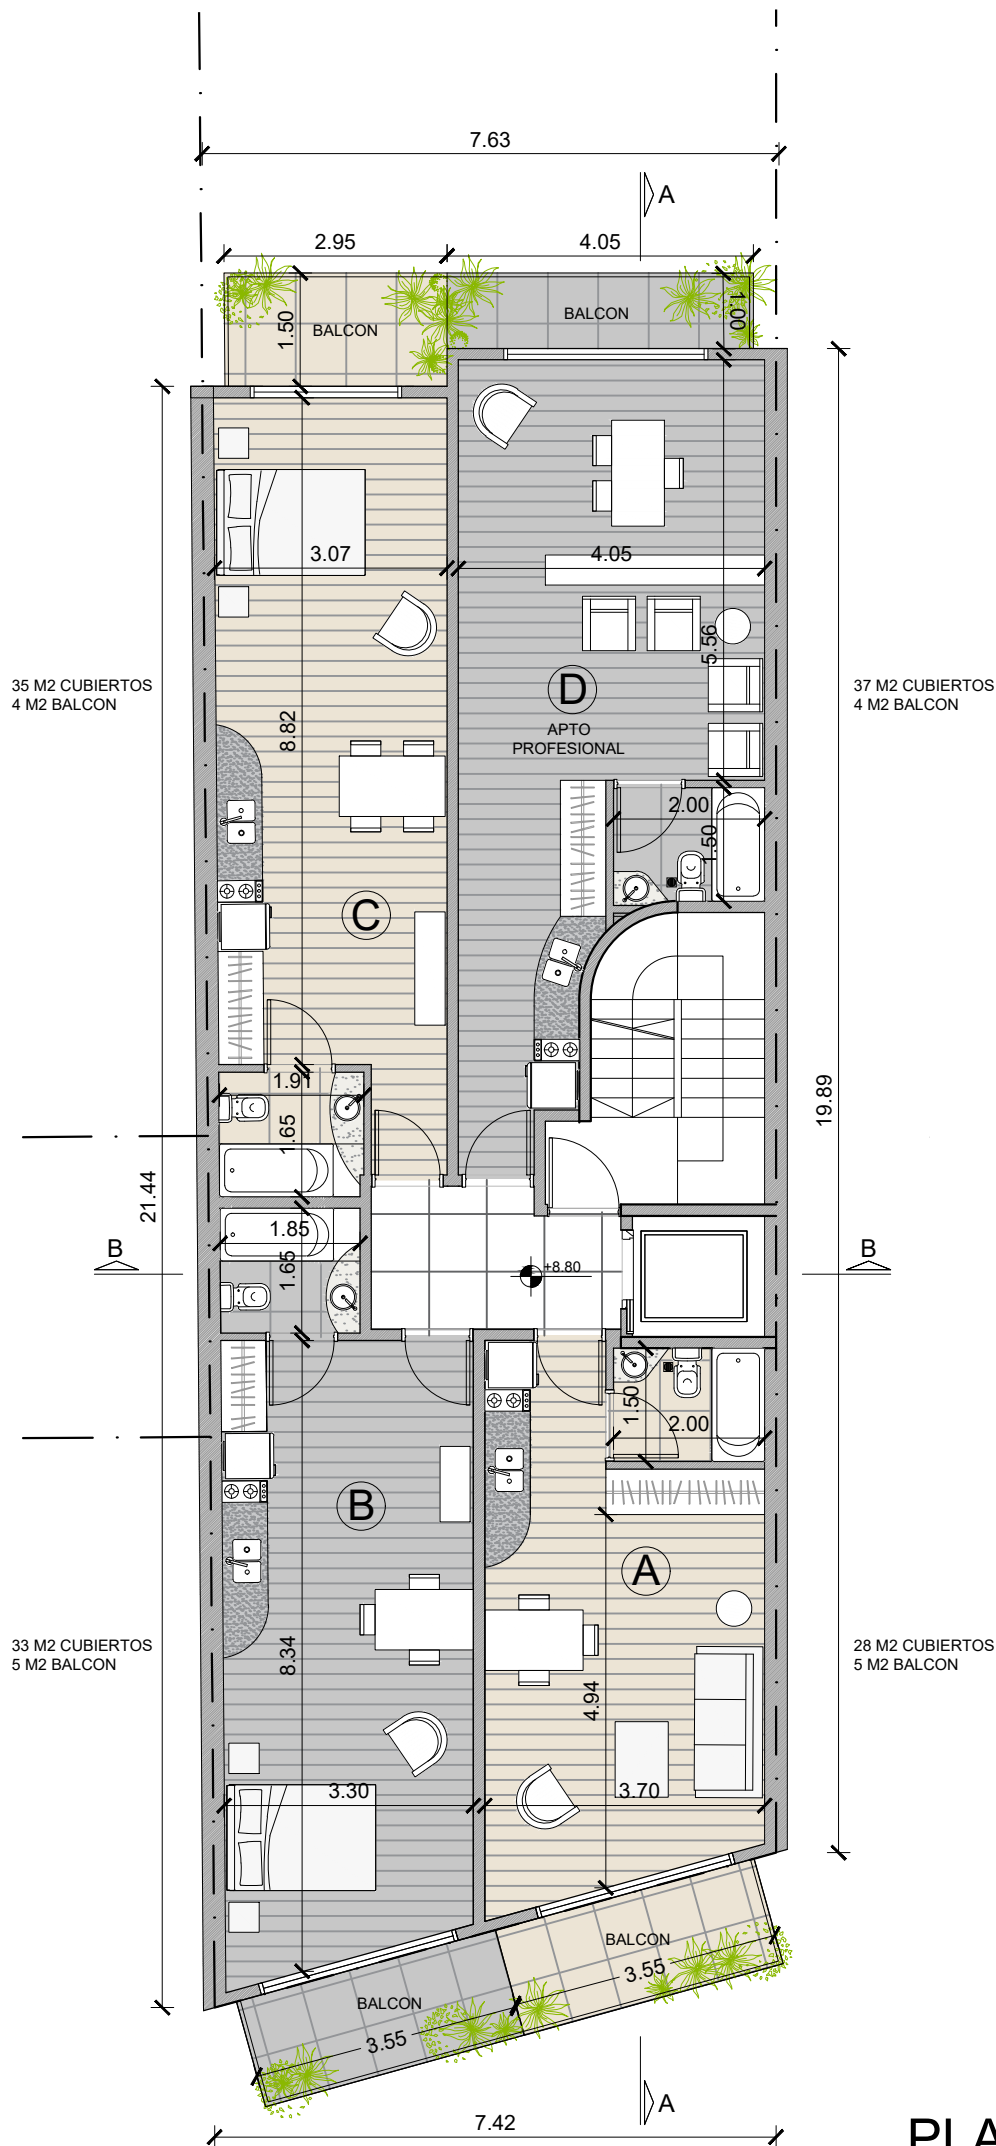 7.63
A
2.95
4.05
1.50
BALCON
BALCON
1.00
3.07
4.05
5.56
35 M2 CUBIERTOS
4 M2 BALCON
D
APTO
PROFESIONAL
37 M2 CUBIERTOS
4 M2 BALCON
8.82
2.00
1.50
C
1.91
1.65
19.89
21.44
1.85
1.65
B
B
+8.80
1.50
2.00
B
A
33 M2 CUBIERTOS
5 M2 BALCON
8.34
28 M2 CUBIERTOS
5 M2 BALCON
4.94
3.30
3.70
BALCON
3.55
BALCON
3.55
A
7.42
PLA